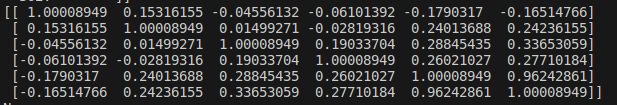 [[ 1.00008949 0.15316155 -0.04556132 -0.06101392 -0.1790317 -0.16514766]
[ 0.15316155 1.00008949 0.01499271 -0.02819316 0.24013688 0.24236155]
[-0.04556132 0.01499271 1.00008949 0.19033704 0.28845435 0.33653059]
[-0.06101392 -0.02819316 0.19033704 1.00008949 0.26021027 0.27710184]
[-0.1790317 0.24013688 0.28845435 0.26021027 1.00008949 0.96242861]
[-0.16514766 0.24236155 0.33653059 0.27710184 0.96242861 1.00008949]]